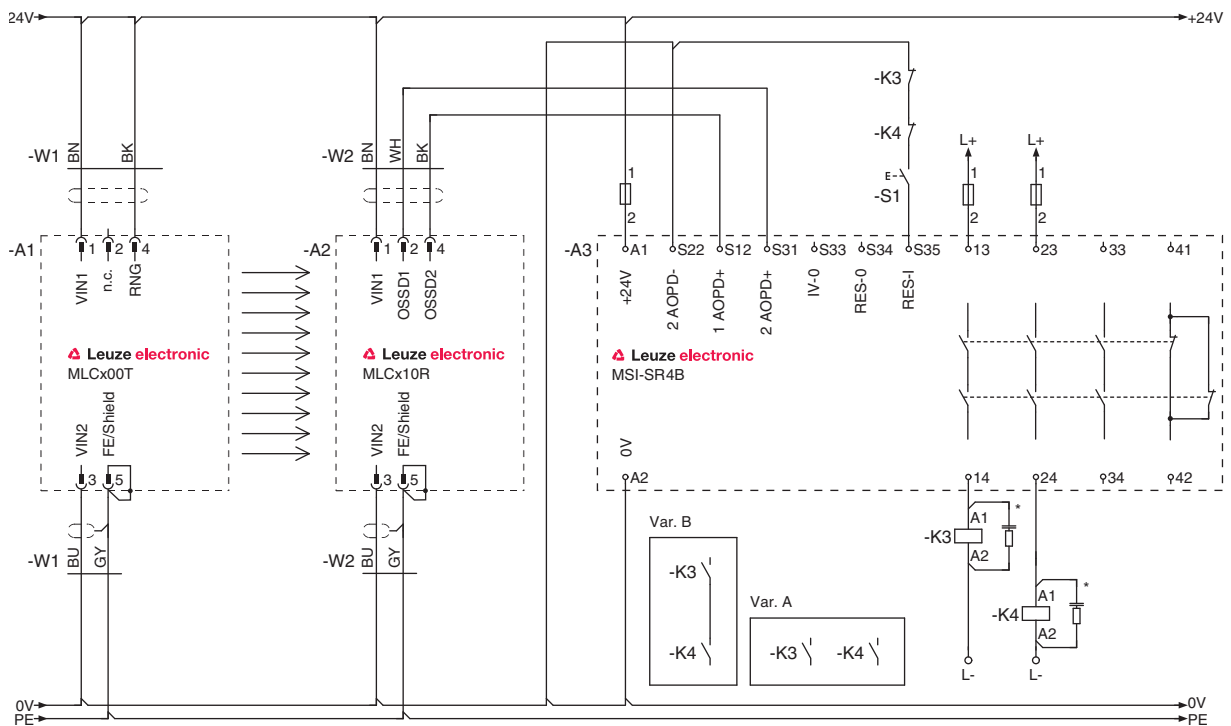 24V
+24V
-K3
-K4
E
-S1
-W1
BN
BK
-W2
BN
WH
BK
L+
L+
1
2
1
2
1
2
-A1
1
2
4
-A2
1
2
4
-A3
A1
S22
S12
S31
S33
S34
S35
13
23
33
41
VIN1
n.c.
RNG
VIN1
OSSD1
OSSD2
+24V
2 AOPD-
1 AOPD+
2 AOPD+
IV-0
RES-0
RES-I
Leuze electronic
MLCx00T
Leuze electronic
MLCx10R
Leuze electronic
MSI-SR4B
VIN2
FE/Shield
VIN2
FE/Shield
0V
3
5
3
5
A2
14
24
34
42
-W1
BU
GY
-W2
BU
GY
Var. B
-K3
-K4
Var. A
-K3
-K4
-K3
A1
A2
*
-K4
A1
A2
*
L-
L-
0V
0V
PE
PE